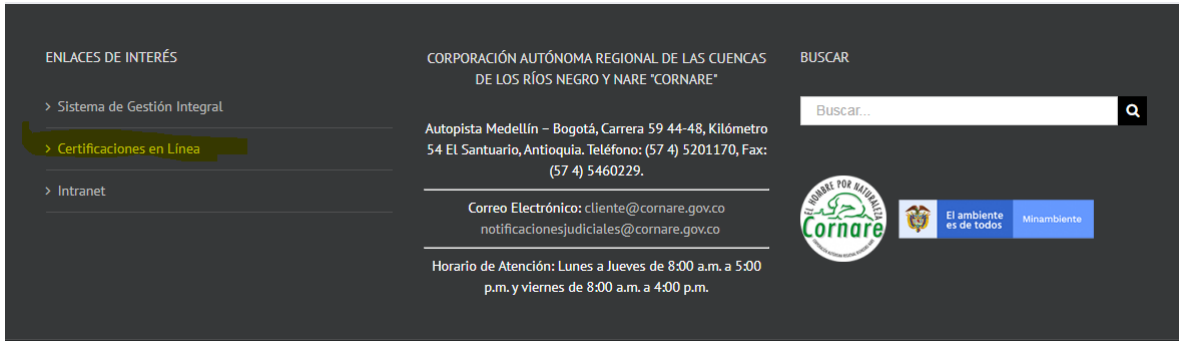 ENLACES DE INTERÉS
> Sistema de Gestión Integral
> Certificaciones en Línea
> Intranet
CORPORACIÓN AUTÓNOMA REGIONAL DE LAS CUENCAS
DE LOS RÍOS NEGRO Y NARE "CORNARE"
Autopista Medellín – Bogotá, Carrera 59 44-48, Kilómetro
54 El Santuario, Antioquia. Teléfono: (57 4) 5201170, Fax:
(57 4) 5460229.
Correo Electrónico: cliente@cornare.gov.co
notificacionesjudiciales@cornare.gov.co
Horario de Atención: Lunes a Jueves de 8:00 a.m. a 5:00
p.m. y viernes de 8:00 a.m. a 4:00 p.m.
BUSCAR
Buscar...
EL HOMBRE POR NATURALEZA
Cornare
El ambiente
es de todos
Minambiente